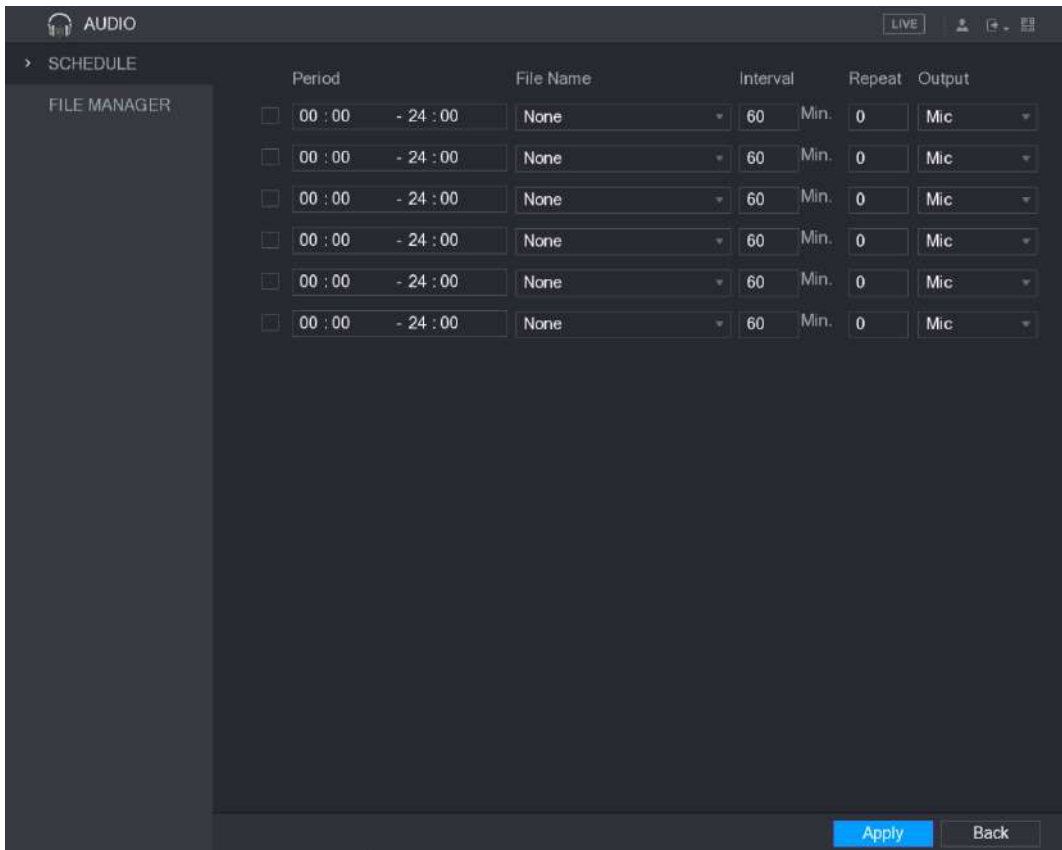 AUDIO LIVE
SCHEDULE
FILE MANAGER
Period File Name Interval Repeat Output
00 : 00 - 24 : 00 None 60 Min. 0 Mic
00 : 00 - 24 : 00 None 60 Min. 0 Mic
00 : 00 - 24 : 00 None 60 Min. 0 Mic
00 : 00 - 24 : 00 None 60 Min. 0 Mic
00 : 00 - 24 : 00 None 60 Min. 0 Mic
00 : 00 - 24 : 00 None 60 Min. 0 Mic
Apply Back